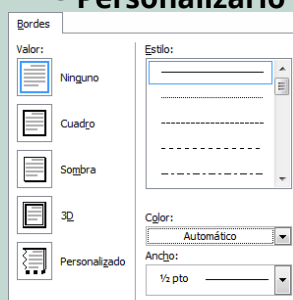 • Personalizarlo
Bordes
Valor:
Ninguno
Cuadro
Sombra
3D
Personalizado
Estilo:
Color:
Automático
Ancho:
½ pto